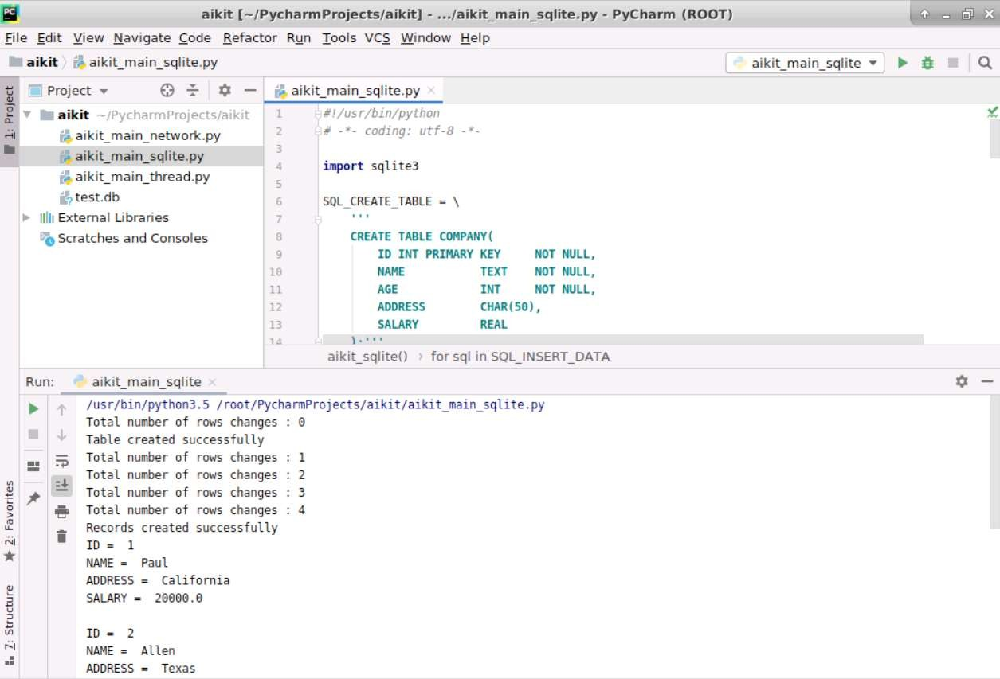 PC
aikit [~/PycharmProjects/aikit] - .../aikit_main_sqlite.py - PyCharm (ROOT)
File Edit View Navigate Code Refactor Run Tools VCS Window Help
aikit aikit_main_sqlite.py aikit_main_sqlite
1: Project
Project
aikit ~/PycharmProjects/aikit
aikit_main_network.py
aikit_main_sqlite.py
aikit_main_thread.py
test.db
External Libraries
Scratches and Consoles
aikit_main_sqlite.py
1 #!/usr/bin/python
2 # -*- coding: utf-8 -*-
3
4 import sqlite3
5
6 SQL_CREATE_TABLE = \
7 '''
8 CREATE TABLE COMPANY(
9 ID INT PRIMARY KEY NOT NULL,
10 NAME TEXT NOT NULL,
11 AGE INT NOT NULL,
12 ADDRESS CHAR(50),
13 SALARY REAL
14 );'''
aikit_sqlite() › for sql in SQL_INSERT_DATA
Run: aikit_main_sqlite
/usr/bin/python3.5 /root/PycharmProjects/aikit/aikit_main_sqlite.py
Total number of rows changes : 0
Table created successfully
Total number of rows changes : 1
Total number of rows changes : 2
Total number of rows changes : 3
Total number of rows changes : 4
Records created successfully
ID =  1
NAME =  Paul
ADDRESS =  California
SALARY =  20000.0
ID =  2
NAME =  Allen
ADDRESS =  Texas
2: Favorites
7: Structure